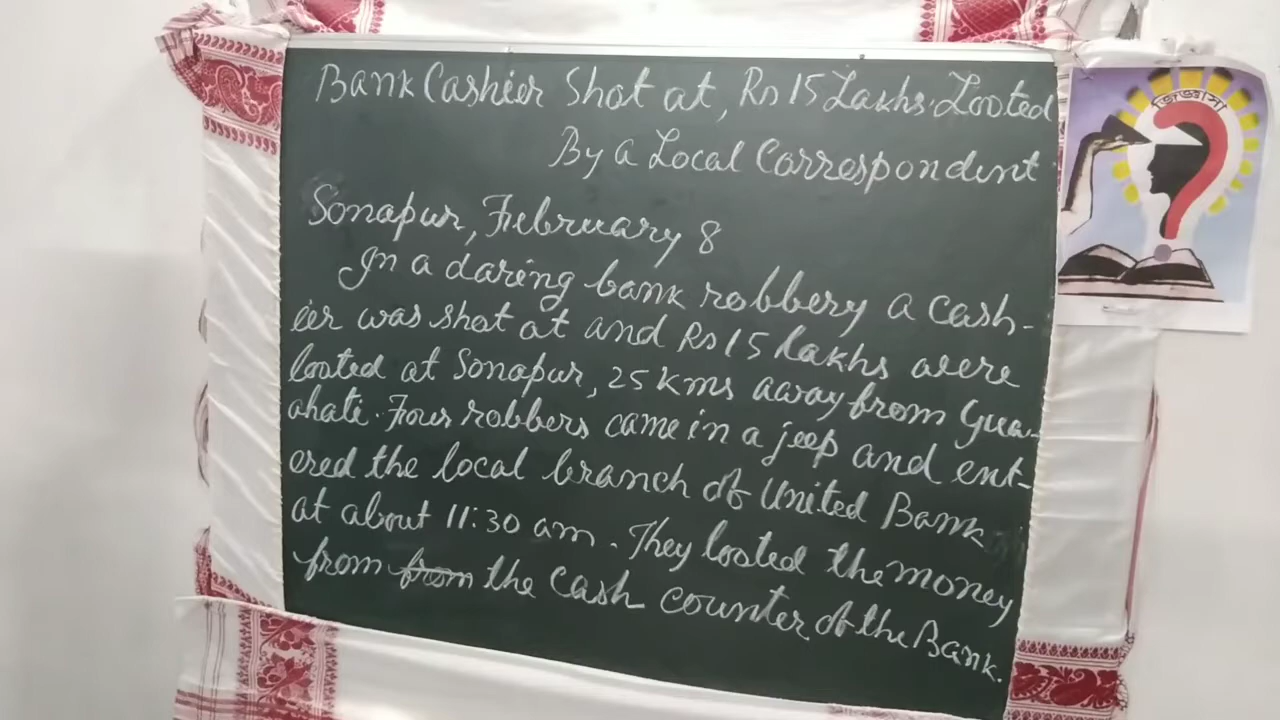 Bank Cashier Shot at, Rs 15 Lakhs Looted
By a Local Correspondent
জিজ্ঞাসা
Sonapur, February 8
In a daring bank robbery a cash-
ier was shot at and Rs 15 lakhs were
looted at Sonapur, 25 kms away from Guw-
ahati. Four robbers came in a jeep and ent-
ered the local branch of United Bank
at about 11:30 am. They looted the money
from from the cash counter of the Bank.